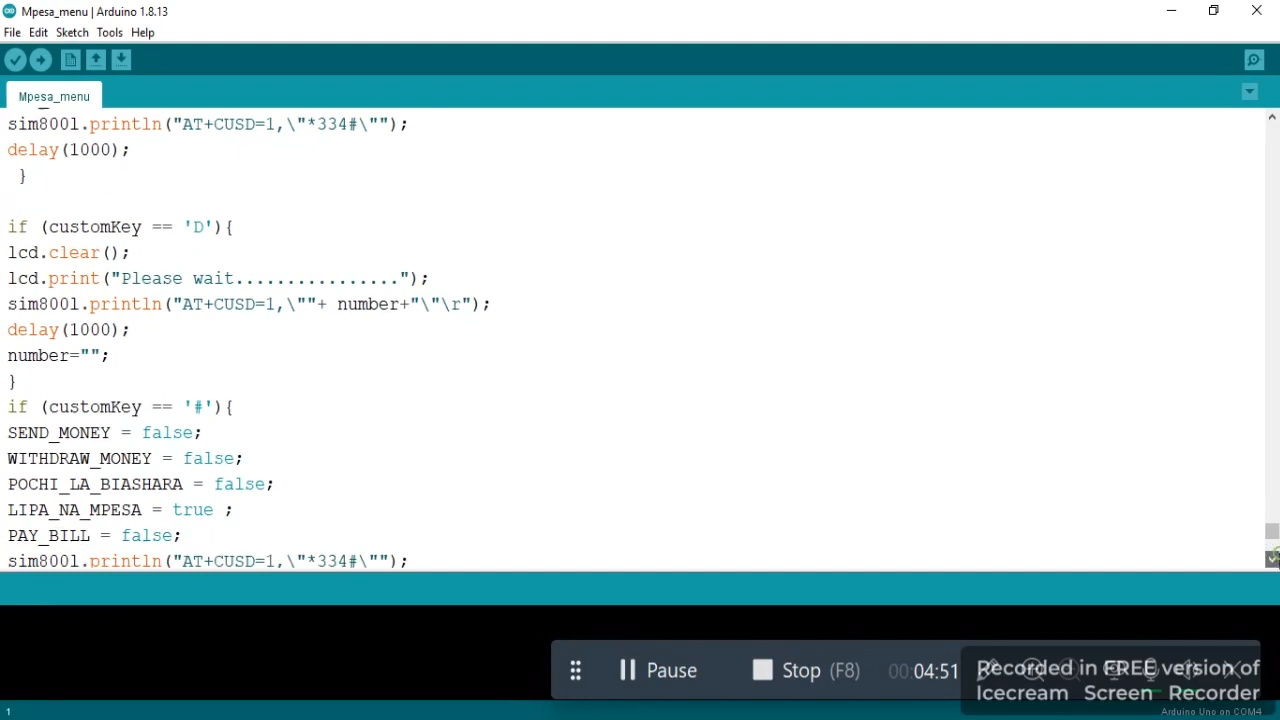 Mpesa_menu | Arduino 1.8.13
File Edit Sketch Tools Help
Mpesa_menu
sim800l.println("AT+CUSD=1,\"*334#\"");
delay(1000);
}
if (customKey == 'D'){
lcd.clear();
lcd.print("Please wait................");
sim800l.println("AT+CUSD=1,\""+ number+"\"\r");
delay(1000);
number="";
}
if (customKey == '#'){
SEND_MONEY = false;
WITHDRAW_MONEY = false;
POCHI_LA_BIASHARA = false;
LIPA_NA_MPESA = true ;
PAY_BILL = false;
sim800l.println("AT+CUSD=1,\"*334#\"");
Pause Stop (F8) 00:04:51
Recorded in FREE version of
Icecream Screen Recorder
1 Arduino Uno on COM4